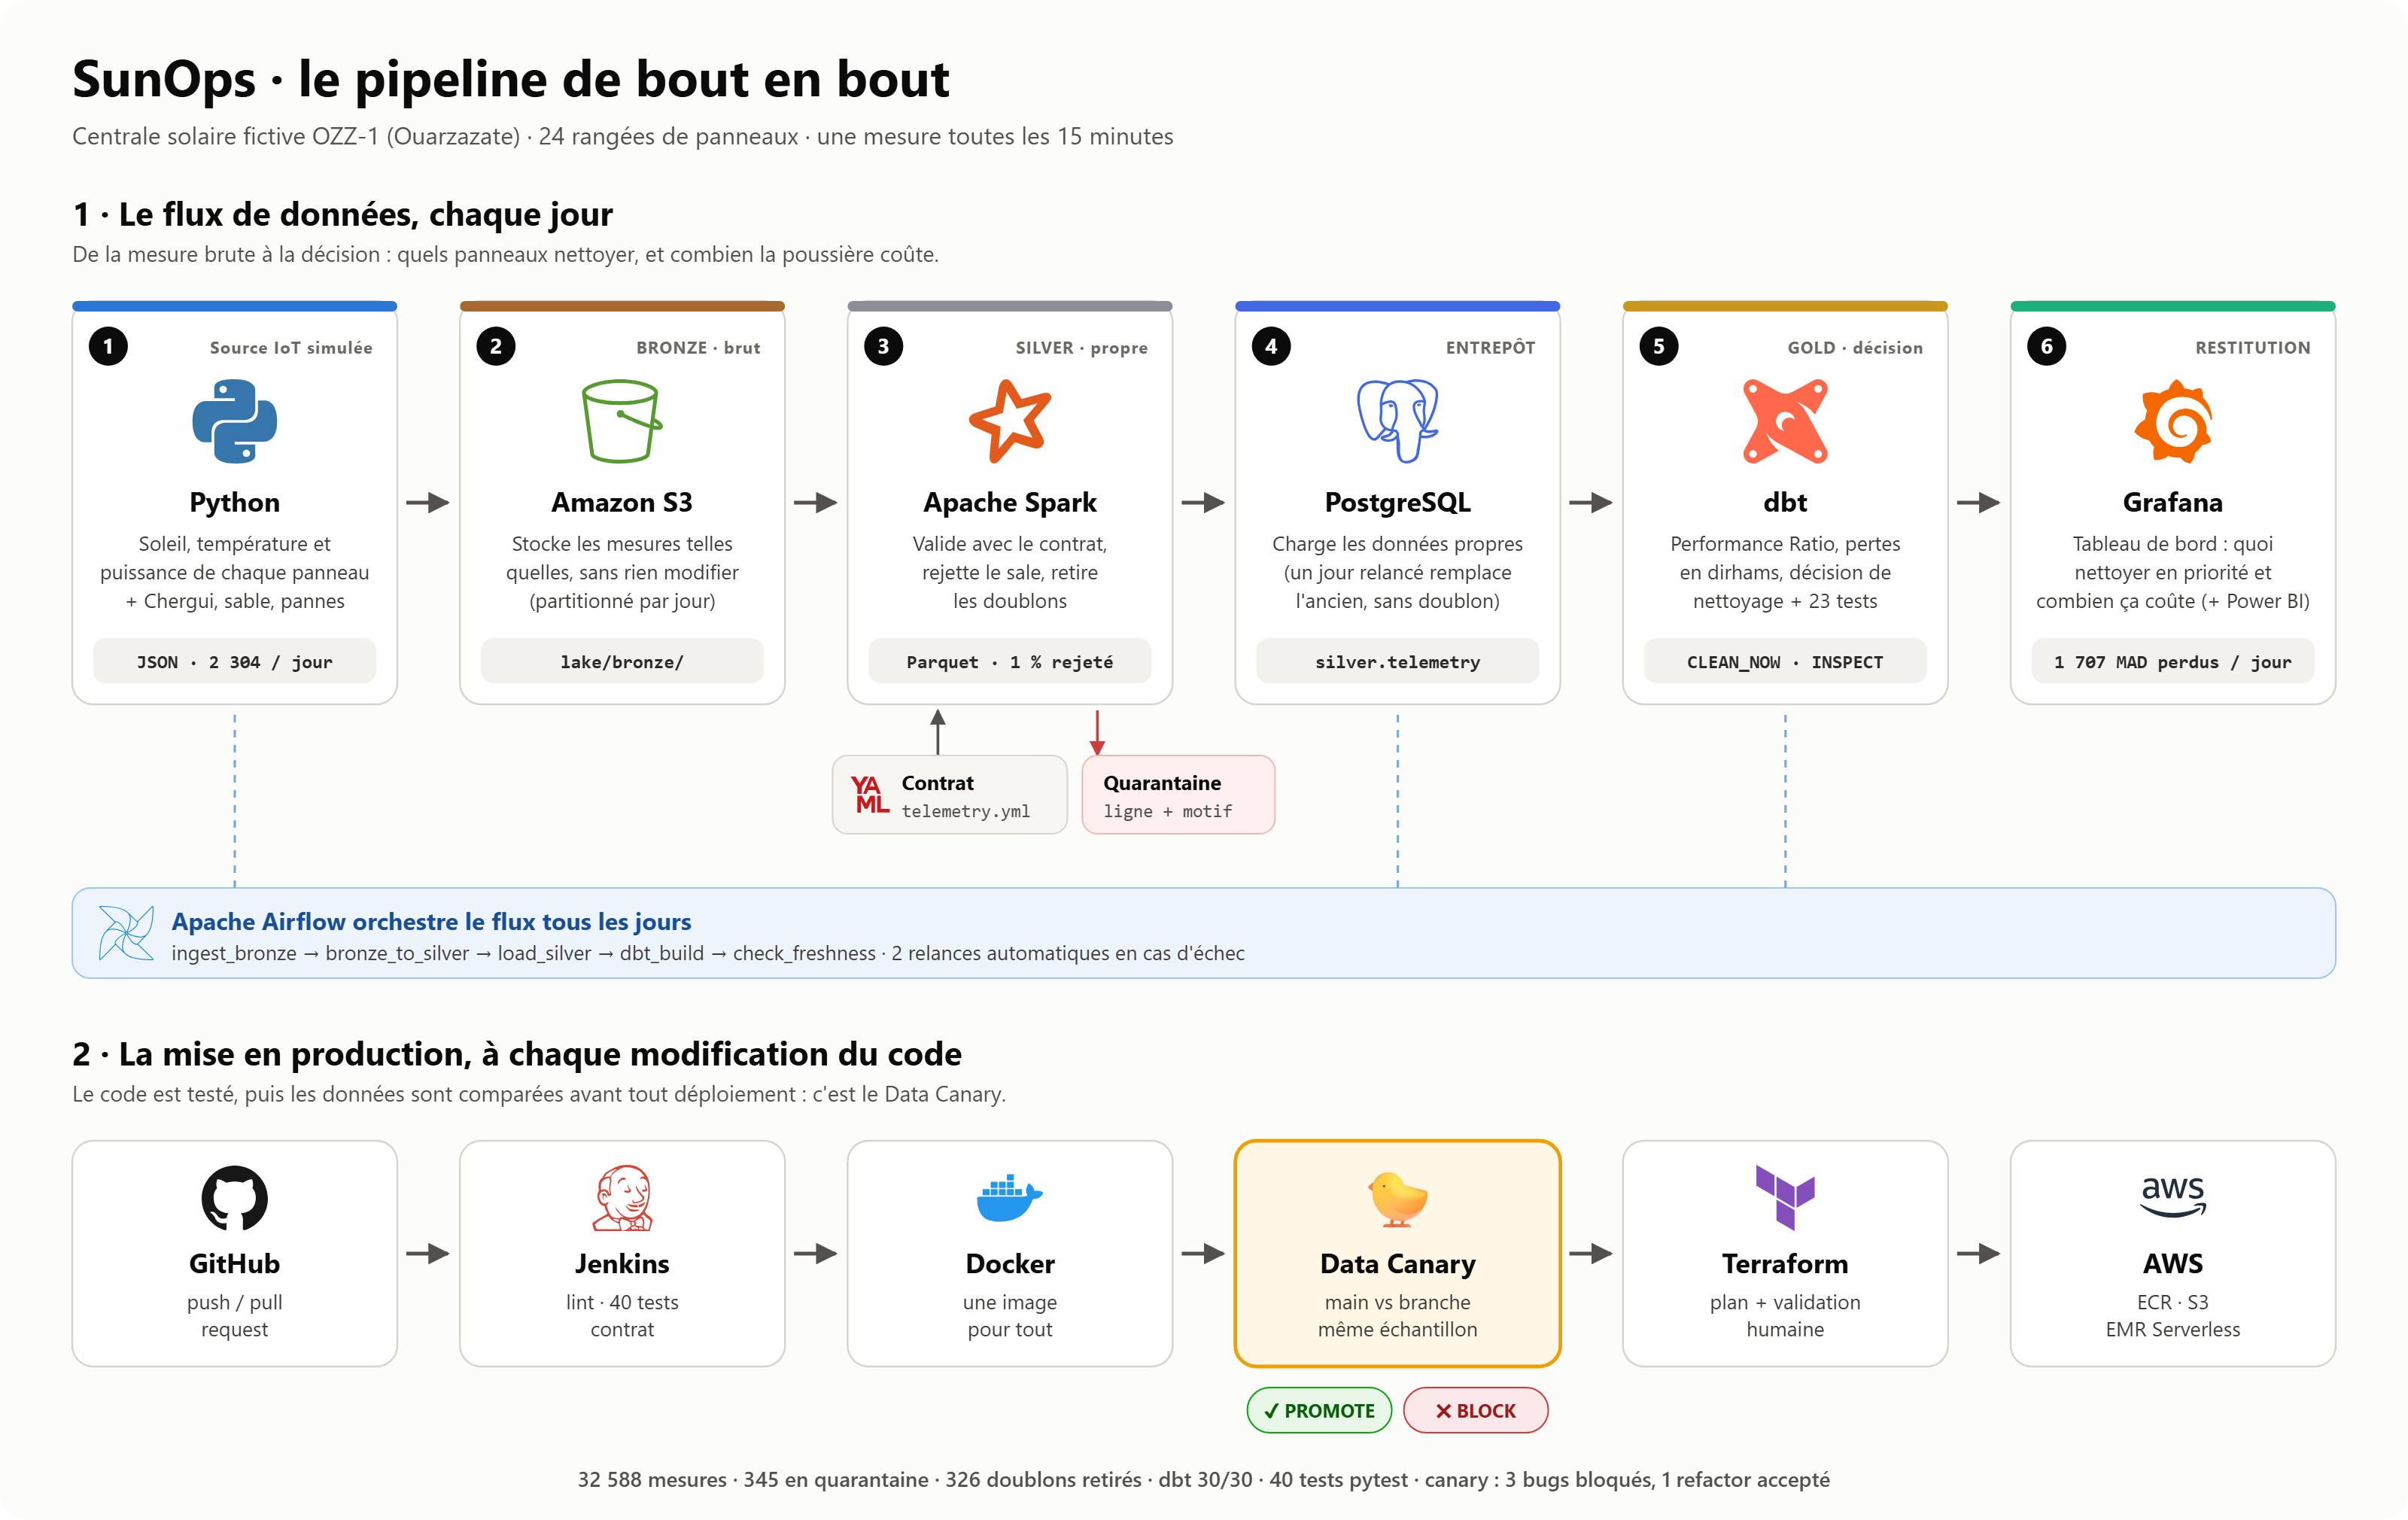 SunOps · le pipeline de bout en bout
Centrale solaire fictive OZZ-1 (Ouarzazate) · 24 rangées de panneaux · une mesure toutes les 15 minutes
1 · Le flux de données, chaque jour
De la mesure brute à la décision : quels panneaux nettoyer, et combien la poussière coûte.
1
Source IoT simulée
Python
Soleil, température et
puissance de chaque panneau
+ Chergui, sable, pannes
JSON · 2 304 / jour
2
BRONZE · brut
Amazon S3
Stocke les mesures telles
quelles, sans rien modifier
(partitionné par jour)
lake/bronze/
3
SILVER · propre
Apache Spark
Valide avec le contrat,
rejette le sale, retire
les doublons
Parquet · 1 % rejeté
4
ENTREPÔT
PostgreSQL
Charge les données propres
(un jour relancé remplace
l'ancien, sans doublon)
silver.telemetry
5
GOLD · décision
dbt
Performance Ratio, pertes
en dirhams, décision de
nettoyage + 23 tests
CLEAN_NOW · INSPECT
6
RESTITUTION
Grafana
Tableau de bord : quoi
nettoyer en priorité et
combien ça coûte (+ Power BI)
1 707 MAD perdus / jour
YAML
Contrat
telemetry.yml
Quarantaine
ligne + motif
Apache Airflow orchestre le flux tous les jours
ingest_bronze → bronze_to_silver → load_silver → dbt_build → check_freshness · 2 relances automatiques en cas d'échec
2 · La mise en production, à chaque modification du code
Le code est testé, puis les données sont comparées avant tout déploiement : c'est le Data Canary.
GitHub
push / pull
request
Jenkins
lint · 40 tests
contrat
Docker
une image
pour tout
Data Canary
main vs branche
même échantillon
Terraform
plan + validation
humaine
aws
AWS
ECR · S3
EMR Serverless
✓ PROMOTE
✕ BLOCK
32 588 mesures · 345 en quarantaine · 326 doublons retirés · dbt 30/30 · 40 tests pytest · canary : 3 bugs bloqués, 1 refactor accepté